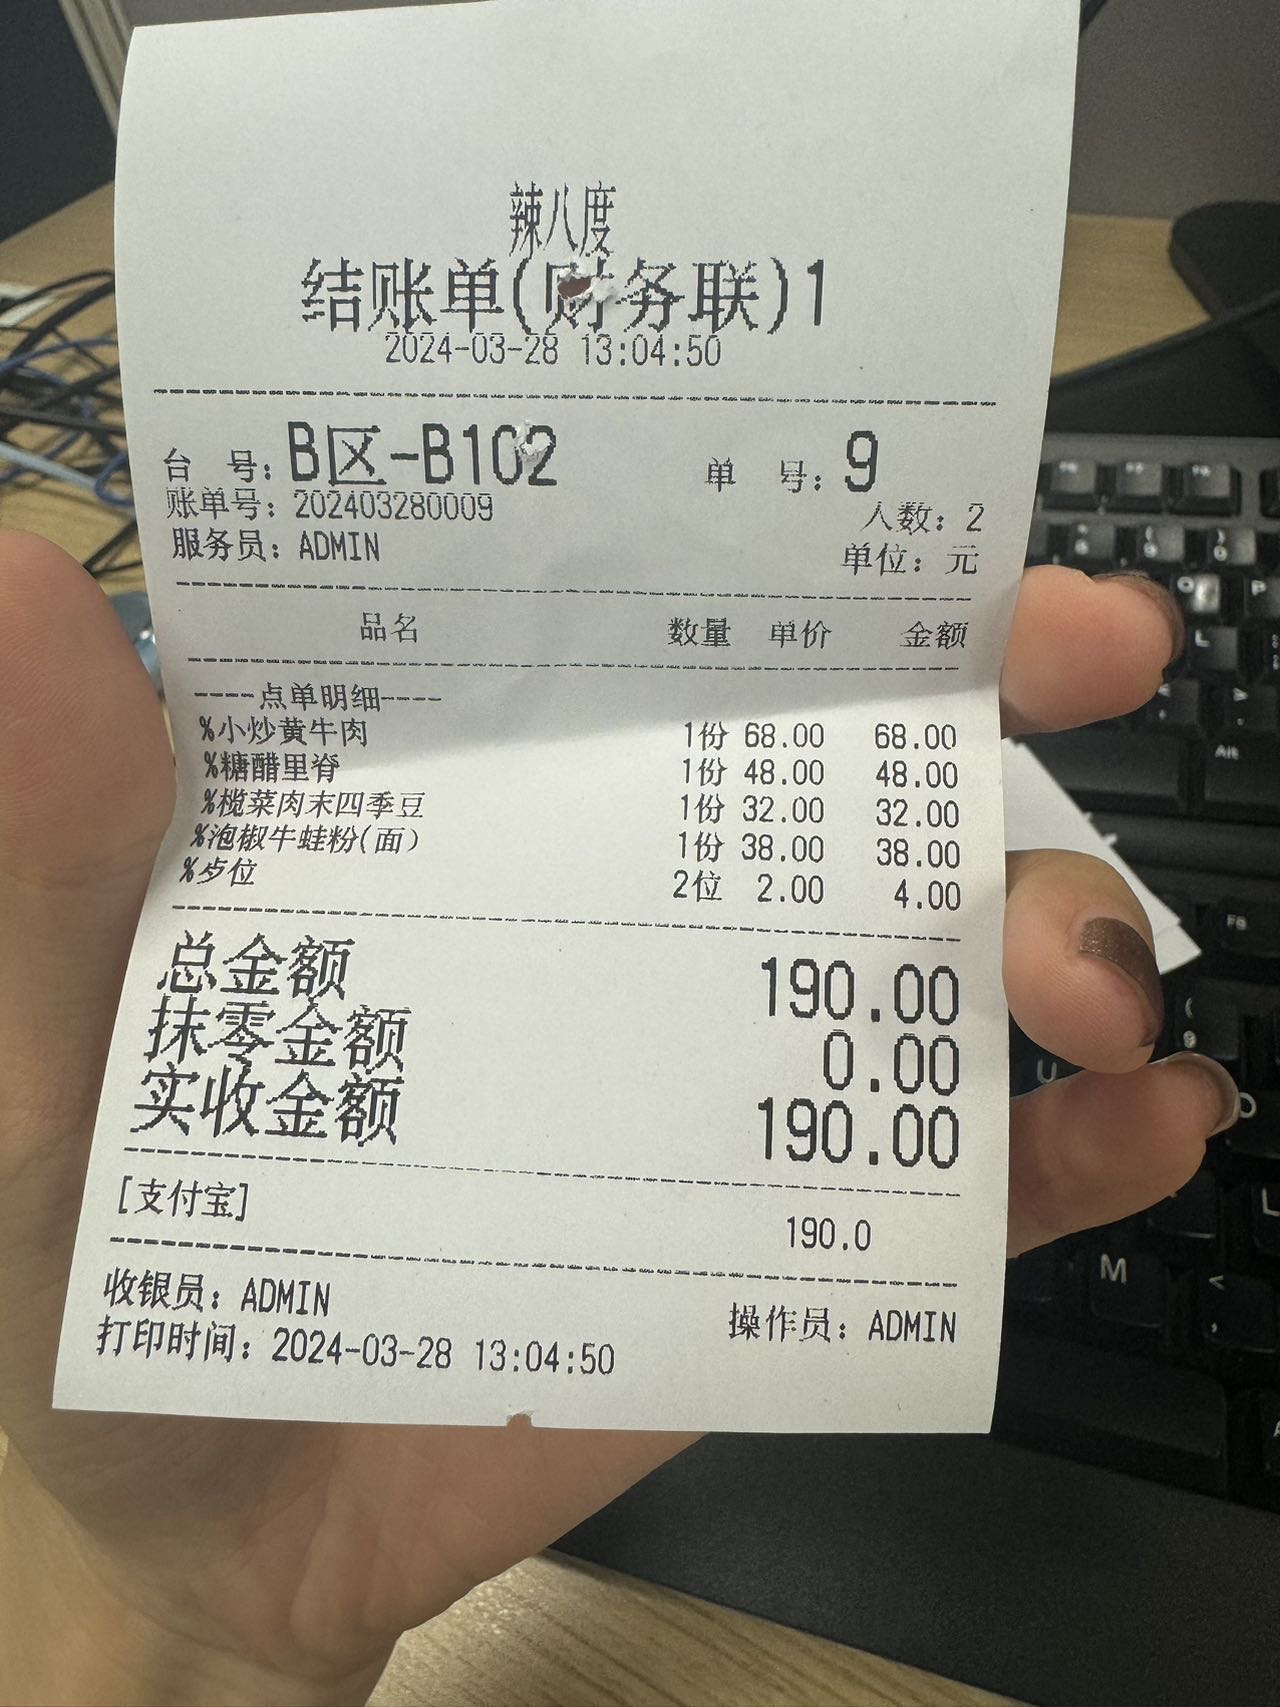 辣八度
结账单(财务联)1
2024-03-28 13:04:50
台 号: B区-B102 单 号: 9
账单号: 202403280009 人数: 2
服务员: ADMIN 单位: 元
品名 数量 单价 金额
----点单明细----
%小炒黄牛肉 1份 68.00 68.00
%糖醋里脊 1份 48.00 48.00
%榄菜肉末四季豆 1份 32.00 32.00
%泡椒牛蛙粉(面) 1份 38.00 38.00
%歺位 2位 2.00 4.00
总金额 190.00
抹零金额 0.00
实收金额 190.00
[支付宝] 190.0
收银员: ADMIN 操作员: ADMIN
打印时间: 2024-03-28 13:04:50
Alt
P
L
F8
U
O
M